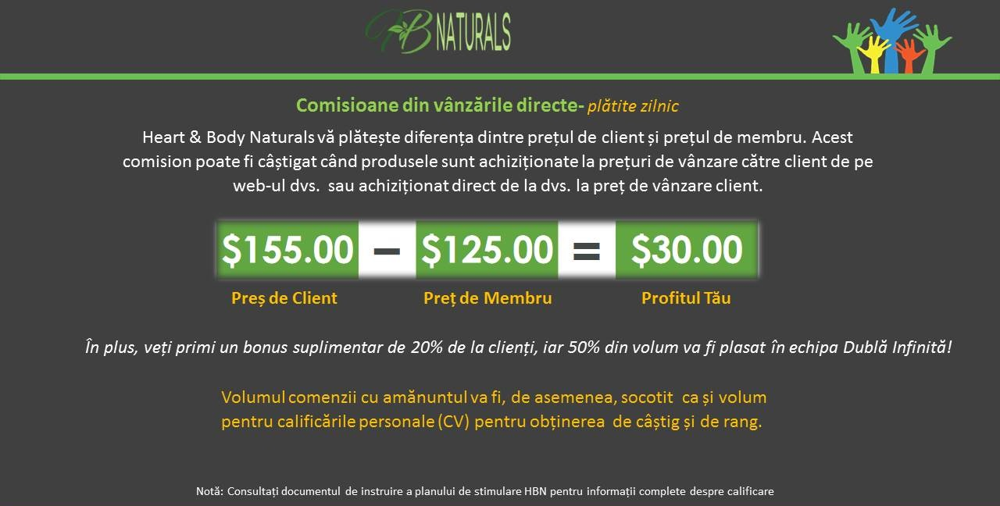 HB NATURALS
Comisioane din vânzările directe- plătite zilnic
Heart & Body Naturals vă plătește diferența dintre prețul de client și prețul de membru. Acest
comision poate fi câștigat când produsele sunt achiziționate la prețuri de vânzare către client de pe
web-ul dvs. sau achiziționat direct de la dvs. la preț de vânzare client.
$155.00 – $125.00 = $30.00
Preș de Client Preț de Membru Profitul Tău
În plus, veți primi un bonus suplimentar de 20% de la clienți, iar 50% din volum va fi plasat în echipa Dublă Infinită!
Volumul comenzii cu amănuntul va fi, de asemenea, socotit ca și volum
pentru calificările personale (CV) pentru obținerea de câștig și de rang.
Notă: Consultați documentul de instruire a planului de stimulare HBN pentru informații complete despre calificare